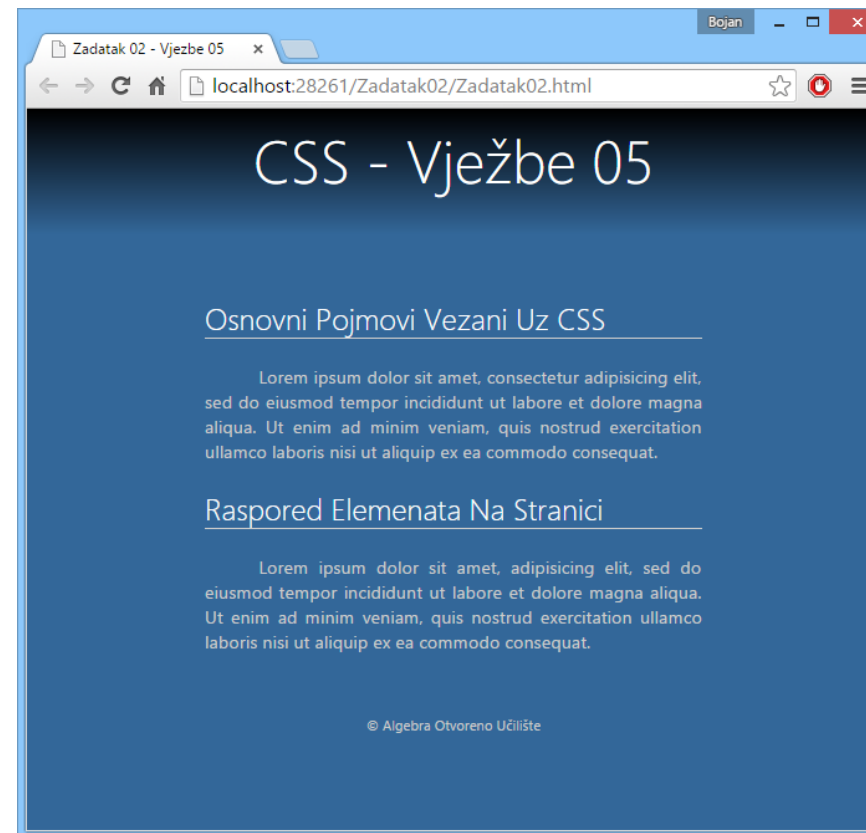 Bojan
Zadatak 02 - Vjezbe 05
localhost:28261/Zadatak02/Zadatak02.html
CSS - Vježbe 05
Osnovni Pojmovi Vezani Uz CSS
Lorem ipsum dolor sit amet, consectetur adipisicing elit,
sed do eiusmod tempor incididunt ut labore et dolore magna
aliqua. Ut enim ad minim veniam, quis nostrud exercitation
ullamco laboris nisi ut aliquip ex ea commodo consequat.
Raspored Elemenata Na Stranici
Lorem ipsum dolor sit amet, adipisicing elit, sed do
eiusmod tempor incididunt ut labore et dolore magna aliqua.
Ut enim ad minim veniam, quis nostrud exercitation ullamco
laboris nisi ut aliquip ex ea commodo consequat.
© Algebra Otvoreno Učilište